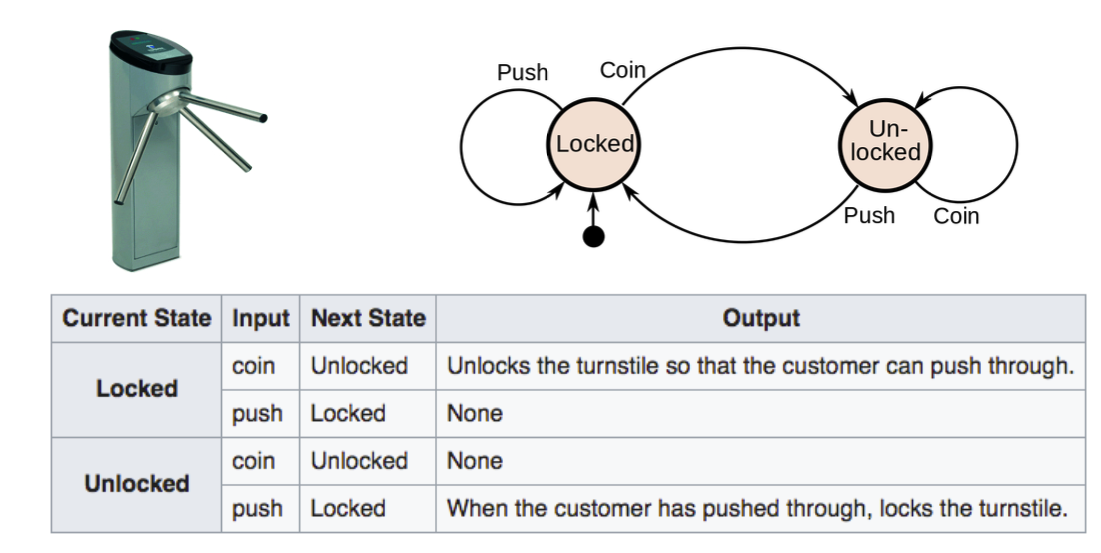 Push
Coin
Locked
Un-
locked
Push
Coin
Current State Input Next State Output
Locked
coin Unlocked Unlocks the turnstile so that the customer can push through.
push Locked None
Unlocked
coin Unlocked None
push Locked When the customer has pushed through, locks the turnstile.